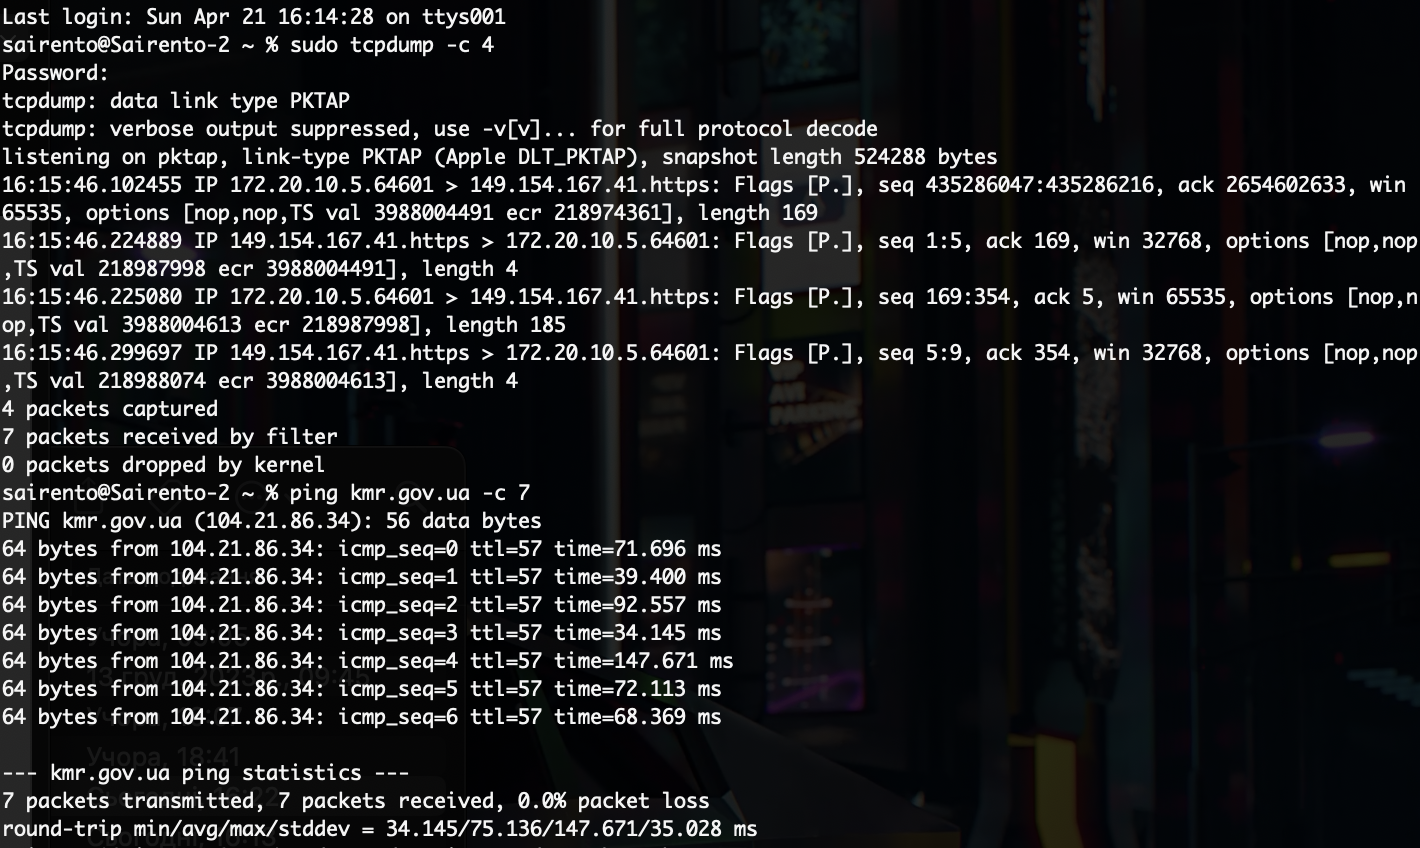 Last login: Sun Apr 21 16:14:28 on ttys001
sairento@Sairento-2 ~ % sudo tcpdump -c 4
Password:
tcpdump: data link type PKTAP
tcpdump: verbose output suppressed, use -v[v]... for full protocol decode
listening on pktap, link-type PKTAP (Apple DLT_PKTAP), snapshot length 524288 bytes
16:15:46.102455 IP 172.20.10.5.64601 > 149.154.167.41.https: Flags [P.], seq 435286047:435286216, ack 2654602633, win
65535, options [nop,nop,TS val 3988004491 ecr 218974361], length 169
16:15:46.224889 IP 149.154.167.41.https > 172.20.10.5.64601: Flags [P.], seq 1:5, ack 169, win 32768, options [nop,nop
,TS val 218987998 ecr 3988004491], length 4
16:15:46.225080 IP 172.20.10.5.64601 > 149.154.167.41.https: Flags [P.], seq 169:354, ack 5, win 65535, options [nop,n
op,TS val 3988004613 ecr 218987998], length 185
16:15:46.299697 IP 149.154.167.41.https > 172.20.10.5.64601: Flags [P.], seq 5:9, ack 354, win 32768, options [nop,nop
,TS val 218988074 ecr 3988004613], length 4
4 packets captured
7 packets received by filter
0 packets dropped by kernel
sairento@Sairento-2 ~ % ping kmr.gov.ua -c 7
PING kmr.gov.ua (104.21.86.34): 56 data bytes
64 bytes from 104.21.86.34: icmp_seq=0 ttl=57 time=71.696 ms
64 bytes from 104.21.86.34: icmp_seq=1 ttl=57 time=39.400 ms
64 bytes from 104.21.86.34: icmp_seq=2 ttl=57 time=92.557 ms
64 bytes from 104.21.86.34: icmp_seq=3 ttl=57 time=34.145 ms
64 bytes from 104.21.86.34: icmp_seq=4 ttl=57 time=147.671 ms
64 bytes from 104.21.86.34: icmp_seq=5 ttl=57 time=72.113 ms
64 bytes from 104.21.86.34: icmp_seq=6 ttl=57 time=68.369 ms
Учора, 18:41
--- kmr.gov.ua ping statistics ---
7 packets transmitted, 7 packets received, 0.0% packet loss
round-trip min/avg/max/stddev = 34.145/75.136/147.671/35.028 ms